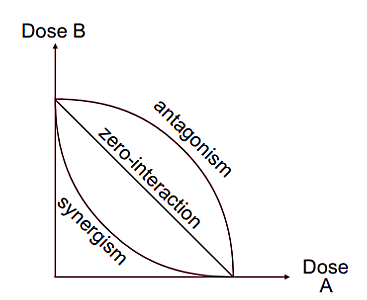 Dose B
antagonism
zero-interaction
synergism
Dose
A